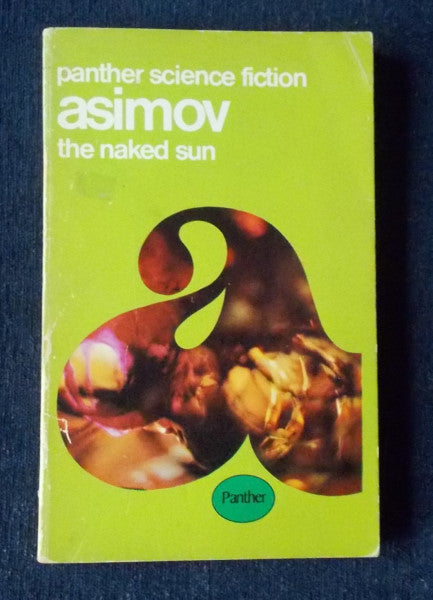 panther science fiction
asimov
the naked sun
a
Panther